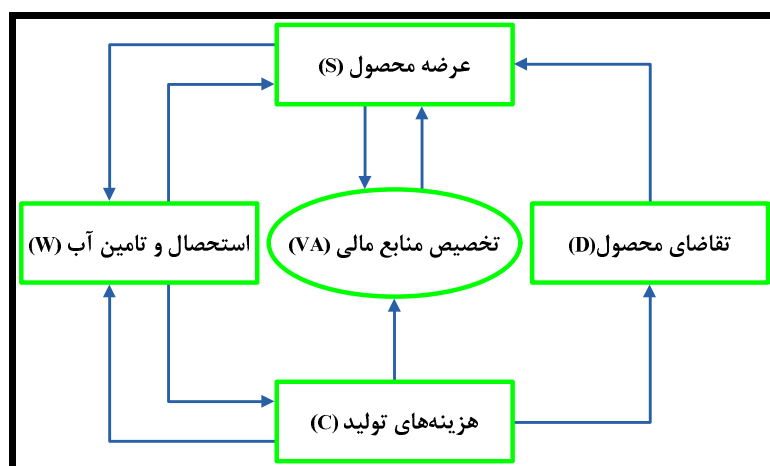 عرضه محصول (S)
استحصال و تامین آب (W)
تخصیص منابع مالی (VA)
تقاضای محصول(D)
هزینه‌های تولید (C)